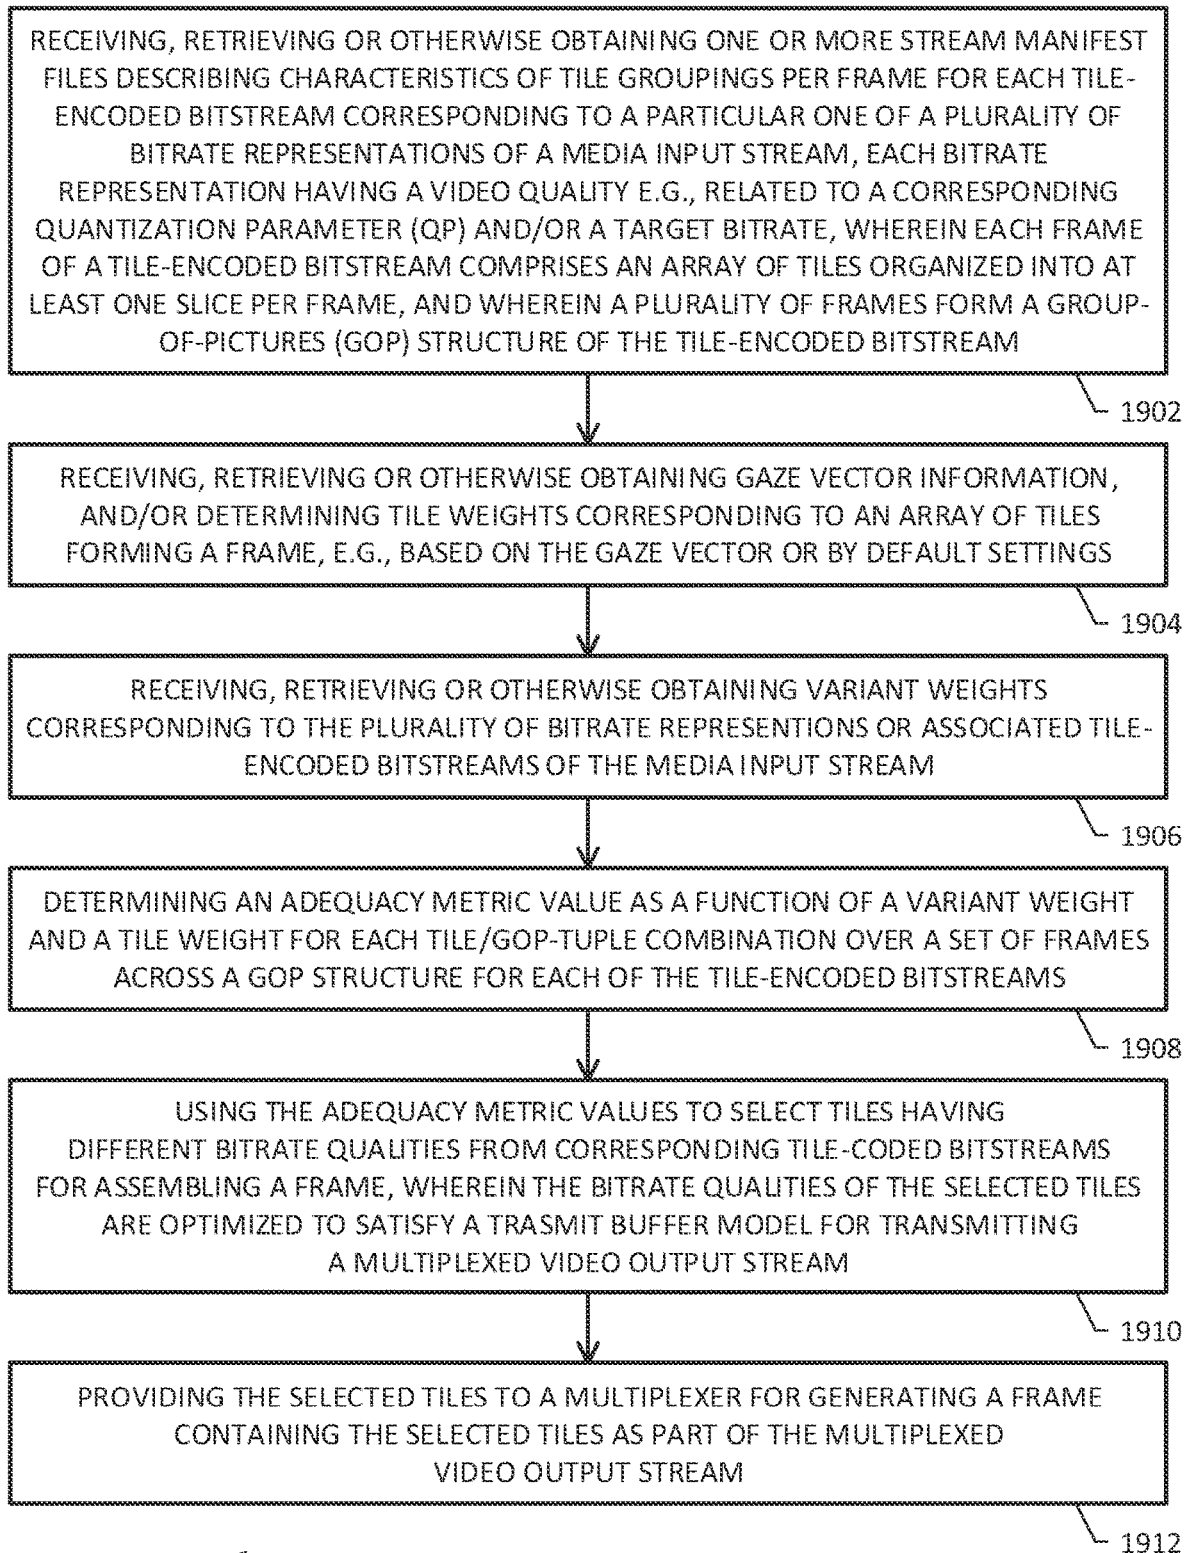 RECEIVING, RETRIEVING OR OTHERWISE OBTAINING ONE OR MORE STREAM MANIFEST
FILES DESCRIBING CHARACTERISTICS OF TILE GROUPINGS PER FRAME FOR EACH TILE-
ENCODED BITSTREAM CORRESPONDING TO A PARTICULAR ONE OF A PLURALITY OF
BITRATE REPRESENTATIONS OF A MEDIA INPUT STREAM, EACH BITRATE
REPRESENTATION HAVING A VIDEO QUALITY E.G., RELATED TO A CORRESPONDING
QUANTIZATION PARAMETER (QP) AND/OR A TARGET BITRATE, WHEREIN EACH FRAME
OF A TILE-ENCODED BITSTREAM COMPRISES AN ARRAY OF TILES ORGANIZED INTO AT
LEAST ONE SLICE PER FRAME, AND WHEREIN A PLURALITY OF FRAMES FORM A GROUP-
OF-PICTURES (GOP) STRUCTURE OF THE TILE-ENCODED BITSTREAM
1902
RECEIVING, RETRIEVING OR OTHERWISE OBTAINING GAZE VECTOR INFORMATION,
AND/OR DETERMINING TILE WEIGHTS CORRESPONDING TO AN ARRAY OF TILES
FORMING A FRAME, E.G., BASED ON THE GAZE VECTOR OR BY DEFAULT SETTINGS
1904
RECEIVING, RETRIEVING OR OTHERWISE OBTAINING VARIANT WEIGHTS
CORRESPONDING TO THE PLURALITY OF BITRATE REPRESENTIONS OR ASSOCIATED TILE-
ENCODED BITSTREAMS OF THE MEDIA INPUT STREAM
1906
DETERMINING AN ADEQUACY METRIC VALUE AS A FUNCTION OF A VARIANT WEIGHT
AND A TILE WEIGHT FOR EACH TILE/GOP-TUPLE COMBINATION OVER A SET OF FRAMES
ACROSS A GOP STRUCTURE FOR EACH OF THE TILE-ENCODED BITSTREAMS
1908
USING THE ADEQUACY METRIC VALUES TO SELECT TILES HAVING
DIFFERENT BITRATE QUALITIES FROM CORRESPONDING TILE-CODED BITSTREAMS
FOR ASSEMBLING A FRAME, WHEREIN THE BITRATE QUALITIES OF THE SELECTED TILES
ARE OPTIMIZED TO SATISFY A TRASMIT BUFFER MODEL FOR TRANSMITTING
A MULTIPLEXED VIDEO OUTPUT STREAM
1910
PROVIDING THE SELECTED TILES TO A MULTIPLEXER FOR GENERATING A FRAME
CONTAINING THE SELECTED TILES AS PART OF THE MULTIPLEXED
VIDEO OUTPUT STREAM
1912